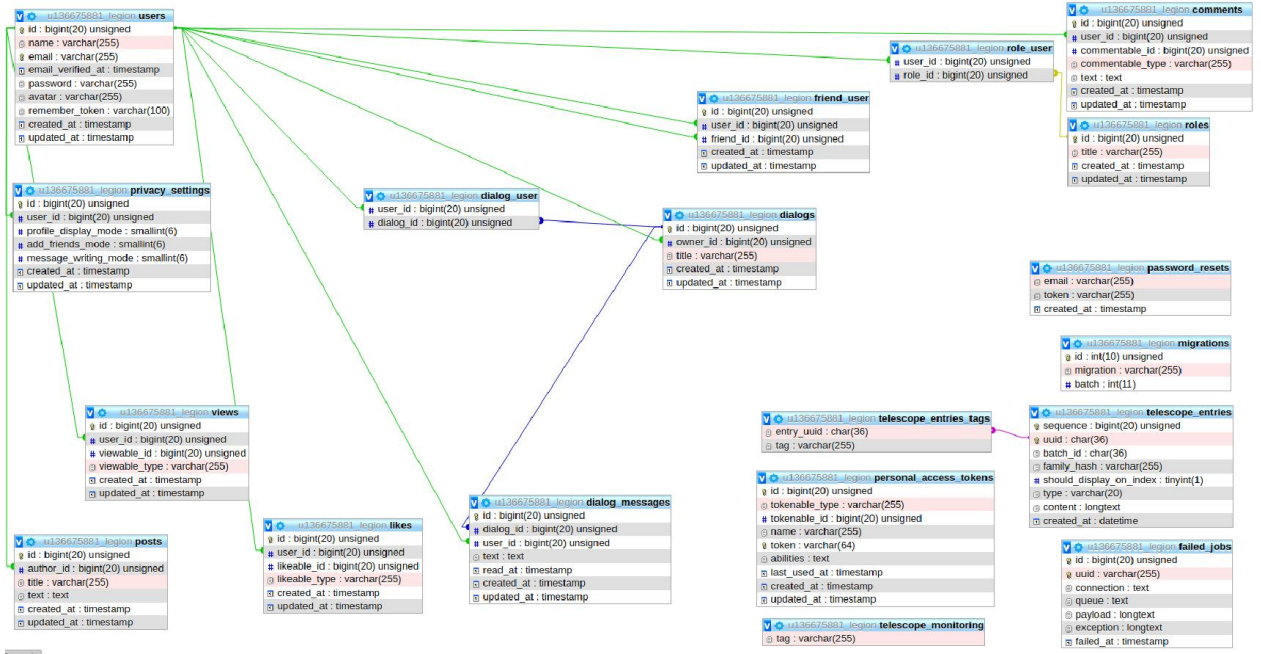 u136675881_legion users
id : bigint(20) unsigned
name : varchar(255)
email : varchar(255)
email_verified_at : timestamp
password : varchar(255)
avatar : varchar(255)
remember_token : varchar(100)
created_at : timestamp
updated_at : timestamp
u136675881_legion comments
id : bigint(20) unsigned
user_id : bigint(20) unsigned
commentable_id : bigint(20) unsigned
commentable_type : varchar(255)
text : text
created_at : timestamp
updated_at : timestamp
u136675881_legion role_user
user_id : bigint(20) unsigned
role_id : bigint(20) unsigned
u136675881_legion friend_user
id : bigint(20) unsigned
user_id : bigint(20) unsigned
friend_id : bigint(20) unsigned
created_at : timestamp
updated_at : timestamp
u136675881_legion roles
id : bigint(20) unsigned
title : varchar(255)
created_at : timestamp
updated_at : timestamp
u136675881_legion privacy_settings
id : bigint(20) unsigned
user_id : bigint(20) unsigned
profile_display_mode : smallint(6)
add_friends_mode : smallint(6)
message_writing_mode : smallint(6)
created_at : timestamp
updated_at : timestamp
u136675881_legion dialog_user
user_id : bigint(20) unsigned
dialog_id : bigint(20) unsigned
u136675881_legion dialogs
id : bigint(20) unsigned
owner_id : bigint(20) unsigned
title : varchar(255)
created_at : timestamp
updated_at : timestamp
u136675881_legion password_resets
email : varchar(255)
token : varchar(255)
created_at : timestamp
u136675881_legion migrations
id : int(10) unsigned
migration : varchar(255)
batch : int(11)
u136675881_legion views
id : bigint(20) unsigned
user_id : bigint(20) unsigned
viewable_id : bigint(20) unsigned
viewable_type : varchar(255)
created_at : timestamp
updated_at : timestamp
u136675881_legion telescope_entries_tags
entry_uuid : char(36)
tag : varchar(255)
u136675881_legion telescope_entries
sequence : bigint(20) unsigned
uuid : char(36)
batch_id : char(36)
family_hash : varchar(255)
should_display_on_index : tinyint(1)
type : varchar(20)
content : longtext
created_at : datetime
u136675881_legion personal_access_tokens
id : bigint(20) unsigned
tokenable_type : varchar(255)
tokenable_id : bigint(20) unsigned
name : varchar(255)
token : varchar(64)
abilities : text
last_used_at : timestamp
created_at : timestamp
updated_at : timestamp
u136675881_legion dialog_messages
id : bigint(20) unsigned
dialog_id : bigint(20) unsigned
user_id : bigint(20) unsigned
text : text
read_at : timestamp
created_at : timestamp
updated_at : timestamp
u136675881_legion likes
id : bigint(20) unsigned
user_id : bigint(20) unsigned
likeable_id : bigint(20) unsigned
likeable_type : varchar(255)
created_at : timestamp
updated_at : timestamp
u136675881_legion posts
id : bigint(20) unsigned
author_id : bigint(20) unsigned
title : varchar(255)
text : text
created_at : timestamp
updated_at : timestamp
u136675881_legion failed_jobs
id : bigint(20) unsigned
uuid : varchar(255)
connection : text
queue : text
payload : longtext
exception : longtext
failed_at : timestamp
u136675881_legion telescope_monitoring
tag : varchar(255)